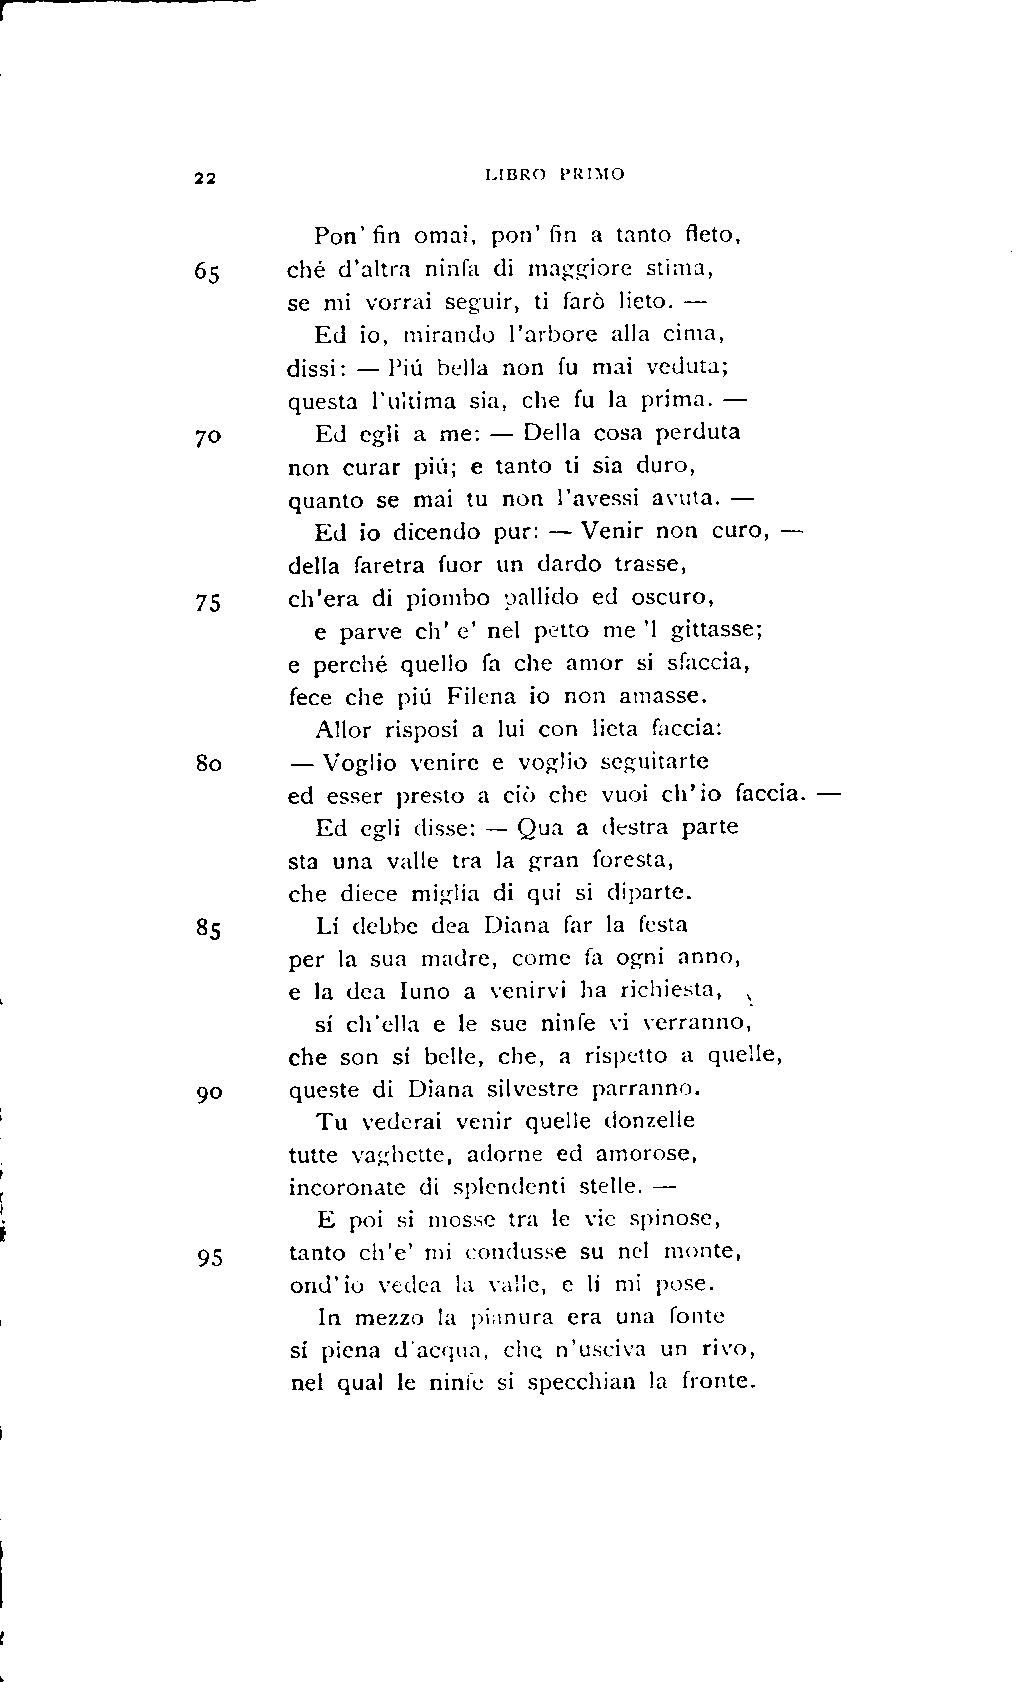 22 LIBRO PRIMO
Pon' fin omai, pon' fin a tanto fleto,
65 ché d'altra ninfa di maggiore stima,
se mi vorrai seguir, ti farò lieto. —
Ed io, mirando l'arbore alla cima,
dissi: — Piú bella non fu mai veduta;
questa l'ultima sia, che fu la prima. —
70 Ed egli a me: — Della cosa perduta
non curar piú; e tanto ti sia duro,
quanto se mai tu non l'avessi avuta. —
Ed io dicendo pur: — Venir non curo, —
della faretra fuor un dardo trasse,
75 ch'era di piombo pallido ed oscuro,
e parve ch' e' nel petto me 'l gittasse;
e perché quello fa che amor si sfaccia,
fece che piú Filena io non amasse.
Allor risposi a lui con lieta faccia:
80 — Voglio venire e voglio seguitarte
ed esser presto a ciò che vuoi ch'io faccia. —
Ed egli disse: — Qua a destra parte
sta una valle tra la gran foresta,
che diece miglia di qui si diparte.
85 Lí debbe dea Diana far la festa
per la sua madre, come fa ogni anno,
e la dea Iuno a venirvi ha richiesta,
sí ch'ella e le sue ninfe vi verranno,
che son sí belle, che, a rispetto a quelle,
90 queste di Diana silvestre parranno.
Tu vederai venir quelle donzelle
tutte vaghette, adorne ed amorose,
incoronate di splendenti stelle. —
E poi si mosse tra le vie spinose,
95 tanto ch'e' mi condusse su nel monte,
ond'io vedea la valle, e li mi pose.
In mezzo la pianura era una fonte
sí piena d'acqua, che n'usciva un rivo,
nel qual le ninfe si specchian la fronte.